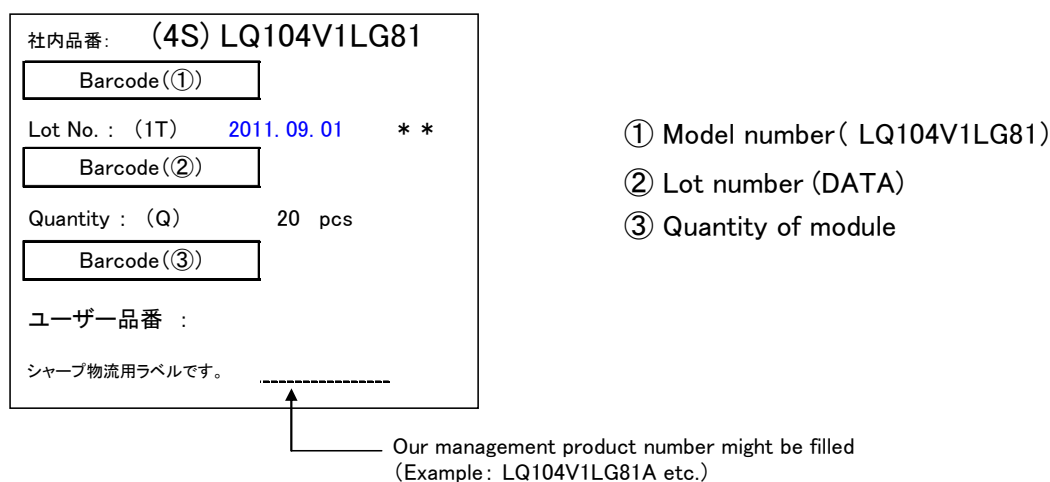 社内品番: (4S) LQ104V1LG81
Barcode(①)
Lot No. : (1T) 2011. 09. 01 * *
Barcode(②)
Quantity : (Q) 20 pcs
Barcode(③)
ユーザー品番 :
シャープ物流用ラベルです。
① Model number( LQ104V1LG81)
② Lot number (DATA)
③ Quantity of module
Our management product number might be filled
(Example: LQ104V1LG81A etc.)